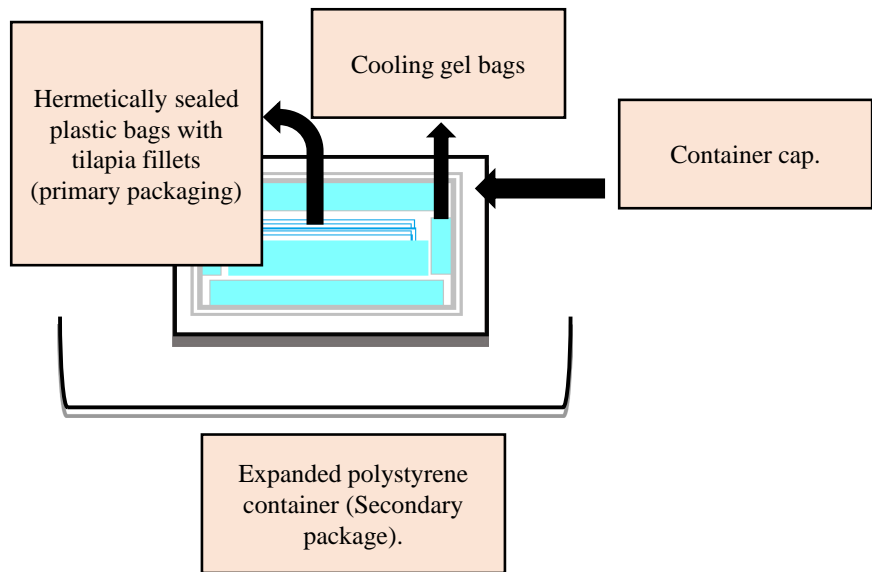 Hermetically sealed
plastic bags with
tilapia fillets
(primary packaging)
Cooling gel bags
Container cap.
Expanded polystyrene
container (Secondary
package).